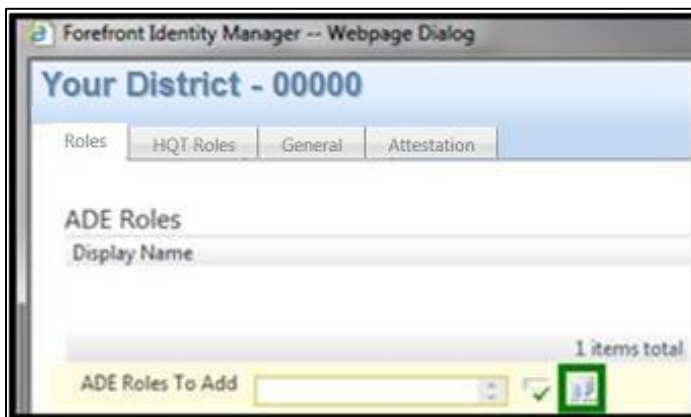 Forefront Identity Manager -- Webpage Dialog
Your District - 00000
Roles HQT Roles General Attestation
ADE Roles
Display Name
1 items total
ADE Roles To Add